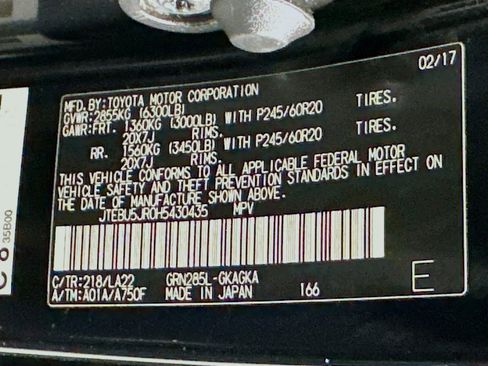 02/17
MFD.BY:TOYOTA MOTOR CORPORATION
GVWR:2855KG (6300LB)
GAWR:FRT. 1360KG (3000LB) WITH P245/60R20 TIRES.
20X7J RIMS.
RR. 1560KG (3450LB) WITH P245/60R20 TIRES.
20X7J RIMS.
THIS VEHICLE CONFORMS TO ALL APPLICABLE FEDERAL MOTOR
VEHICLE SAFETY AND THEFT PREVENTION STANDARDS IN EFFECT ON
THE DATE OF MANUFACTURE SHOWN ABOVE.
JTEBU5JR0H5430435 MPV
C/TR:218/LA22 GRN285L-GKAGKA
A/TM:A01A/A750F MADE IN JAPAN 166
E
35B00